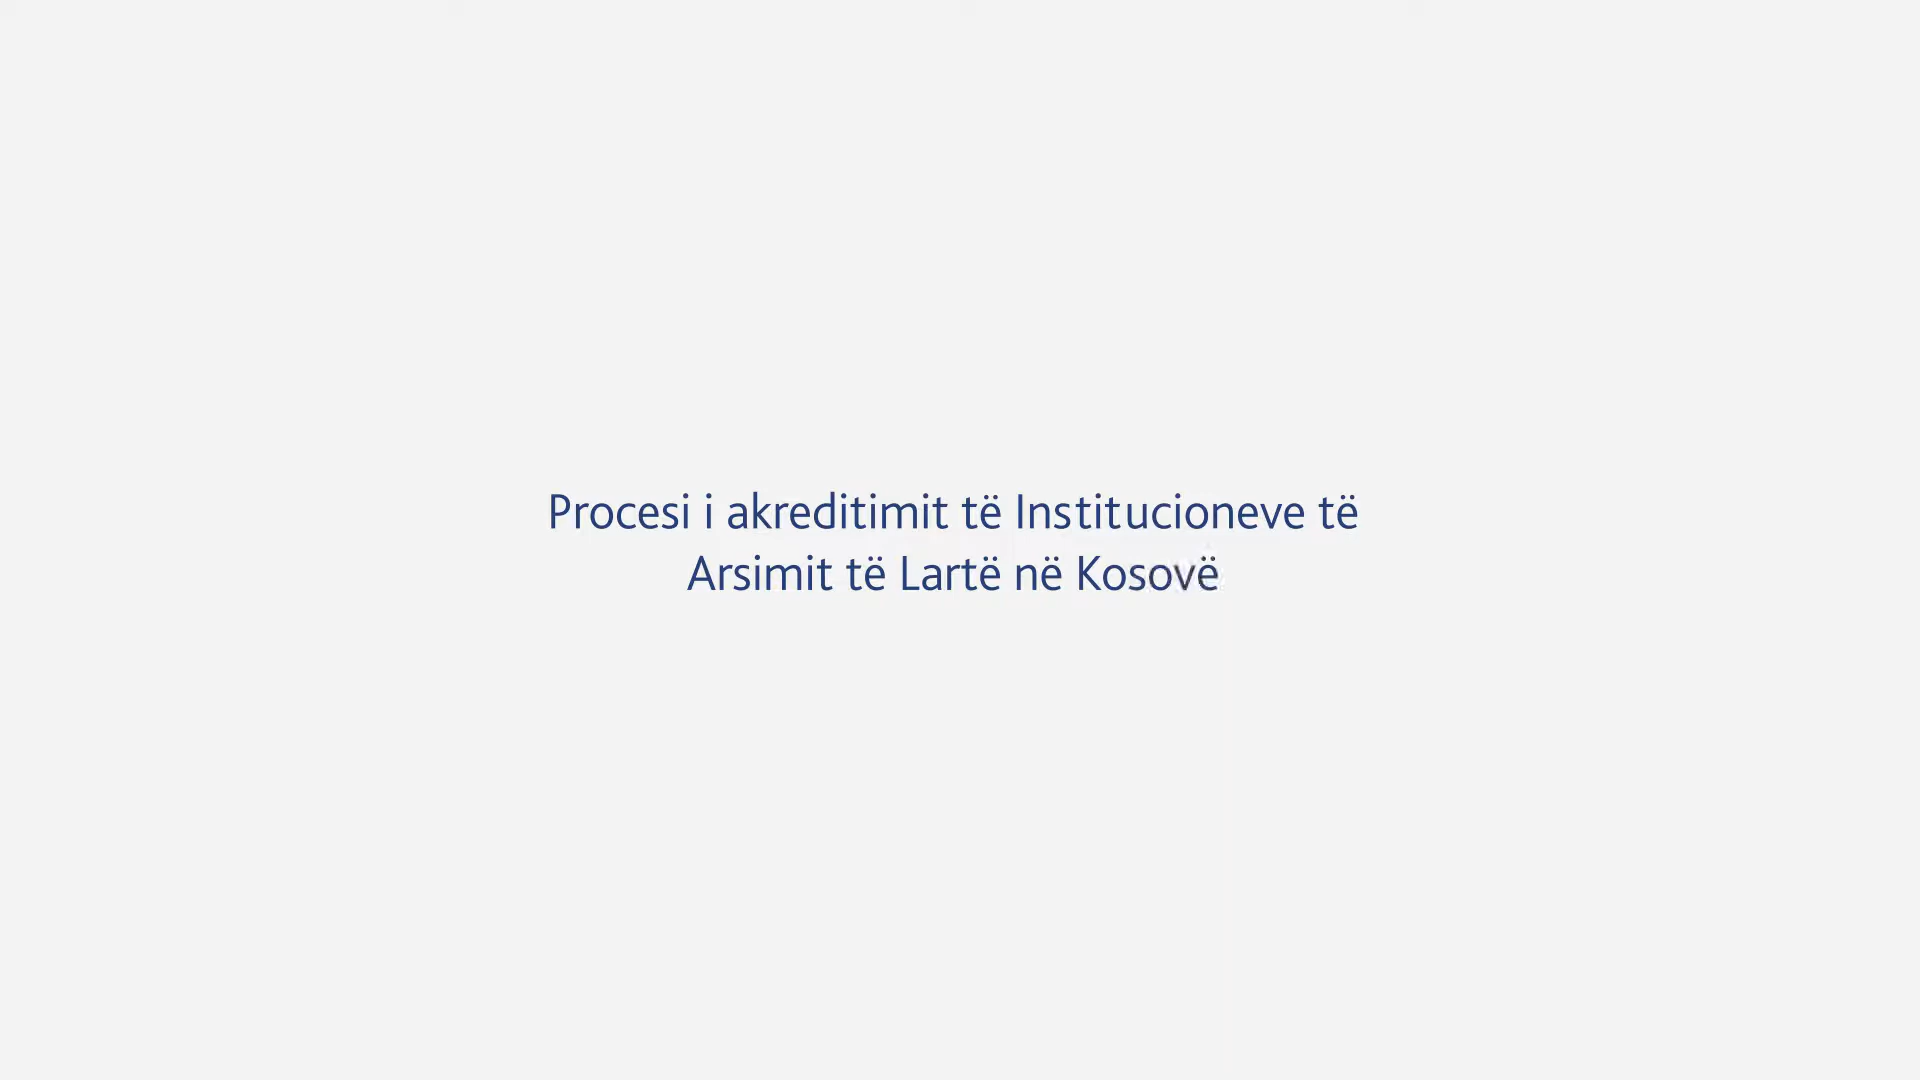 Procesi i akreditimit të Institucioneve të
Arsimit të Lartë në Kosovë